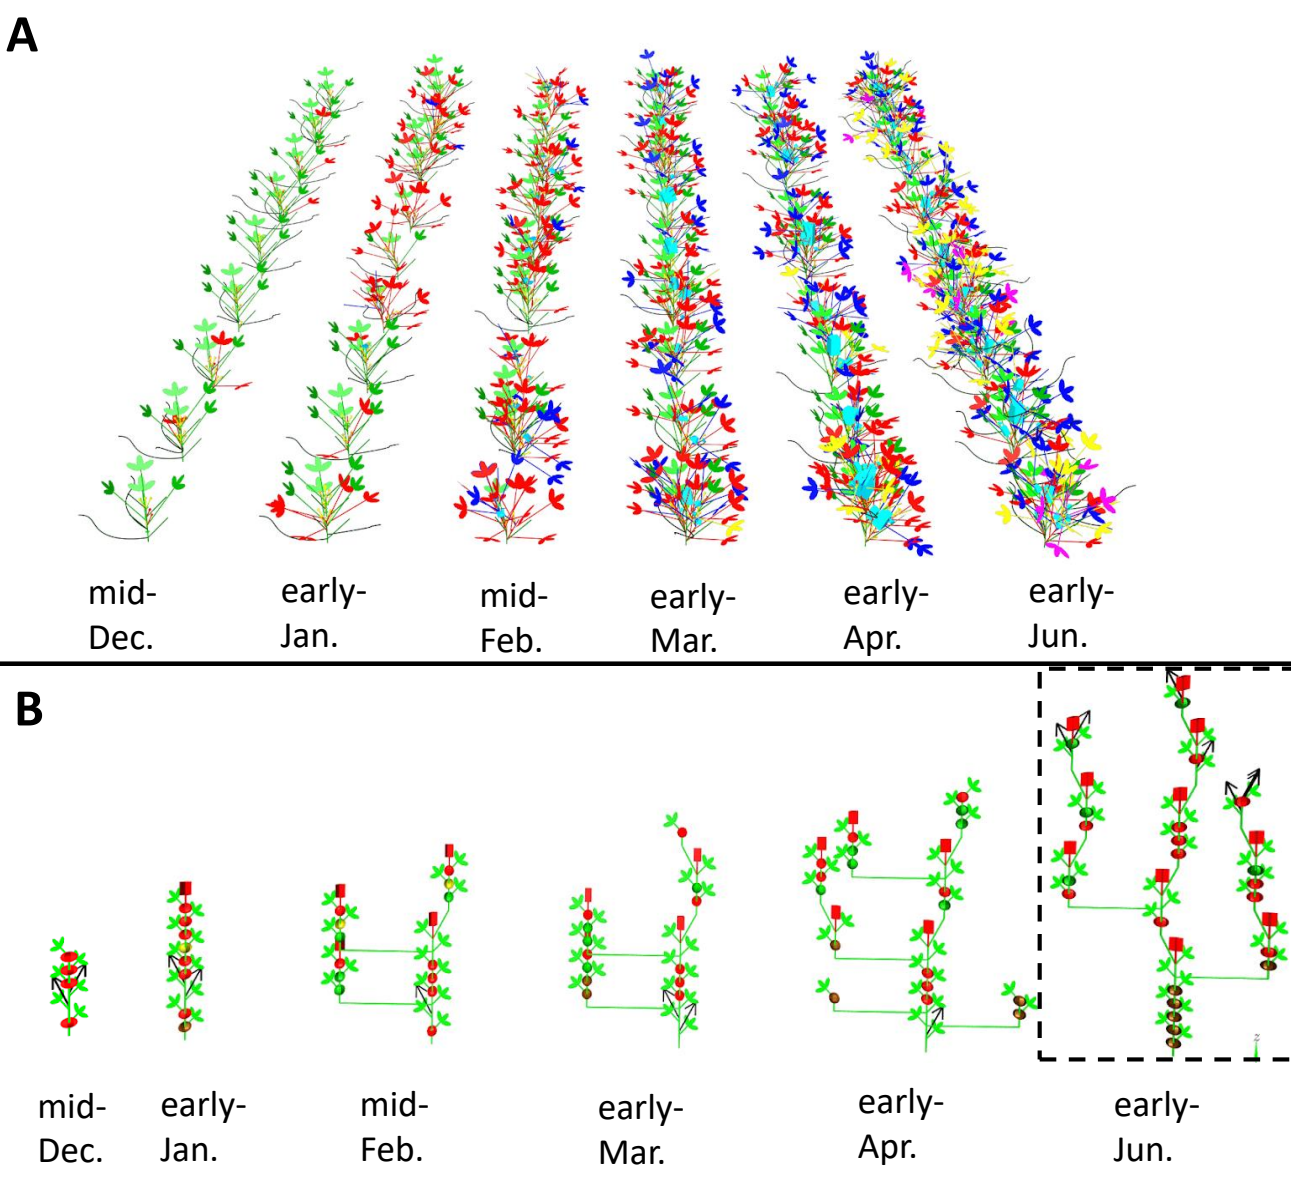 A
mid-
Dec.
early-
Jan.
mid-
Feb.
early-
Mar.
early-
Apr.
early-
Jun.
B
z
mid-
Dec.
early-
Jan.
mid-
Feb.
early-
Mar.
early-
Apr.
early-
Jun.